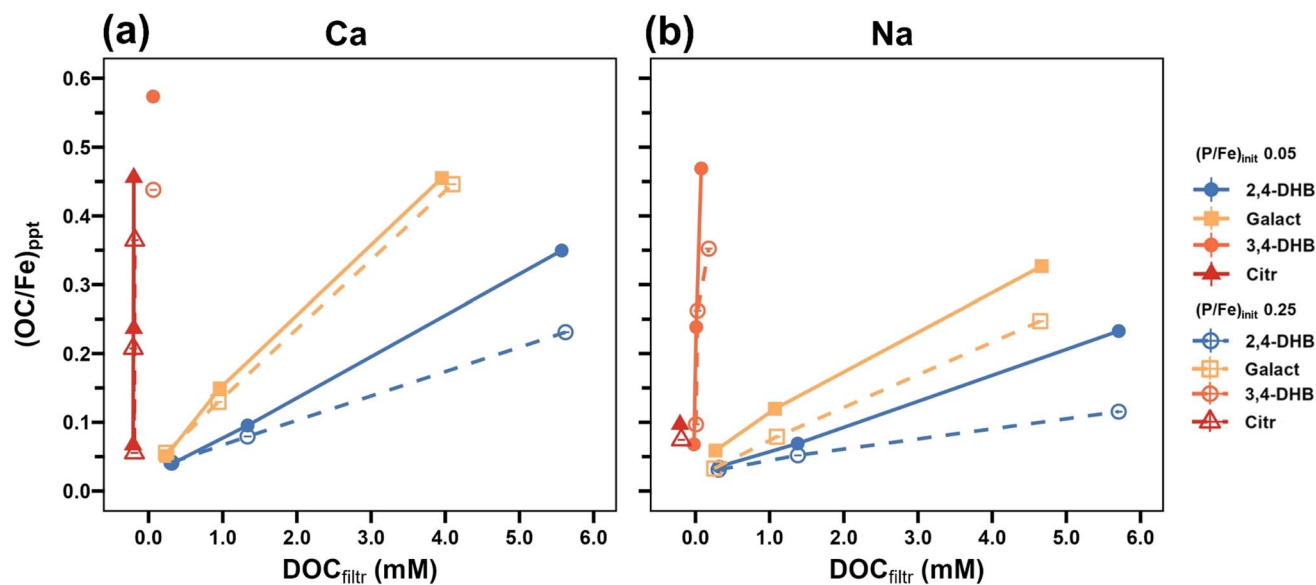 (a) Ca
(b) Na
(OC/Fe)ppt
0.6
0.5
0.4
0.3
0.2
0.1
0.0
0.0 1.0 2.0 3.0 4.0 5.0 6.0
0.0 1.0 2.0 3.0 4.0 5.0 6.0
DOCfiltr (mM)
DOCfiltr (mM)
(P/Fe)init 0.05
2,4-DHB
Galact
3,4-DHB
Citr
(P/Fe)init 0.25
2,4-DHB
Galact
3,4-DHB
Citr